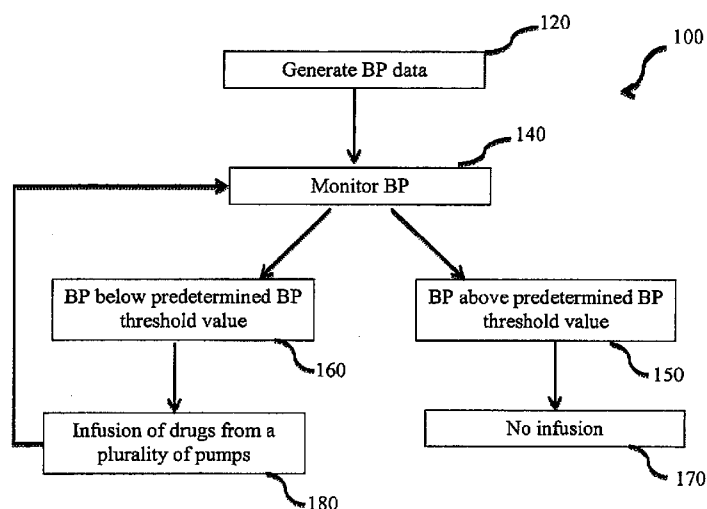 120
Generate BP data
100
140
Monitor BP
BP below predetermined BP
threshold value
160
BP above predetermined BP
threshold value
150
Infusion of drugs from a
plurality of pumps
180
No infusion
170